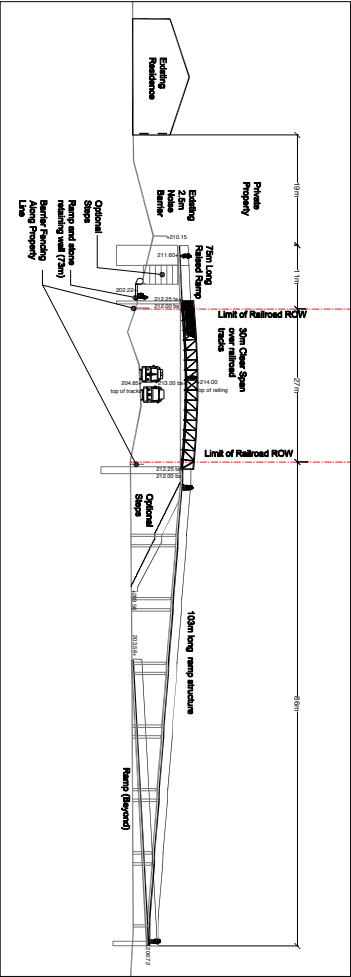 Existing
Residence
19m
Private
Property
11m
210.15
Existing
2.5m
Noise
Barrier
75m Long
Raised Ramp
211.60
Optional
Steps
Ramp and stone
retaining wall (73m)
Barrier Fencing
Along Property
Line
202.22
212.25
212.00
Limit of Railroad ROW
30m Clear Span
over railroad
tracks
27m
214.00
top of railing
213.00
204.85
top of track
Limit of Railroad ROW
212.25
212.00
Optional
Steps
103m long ramp structure
86m
203.56
Ramp (Beyond)